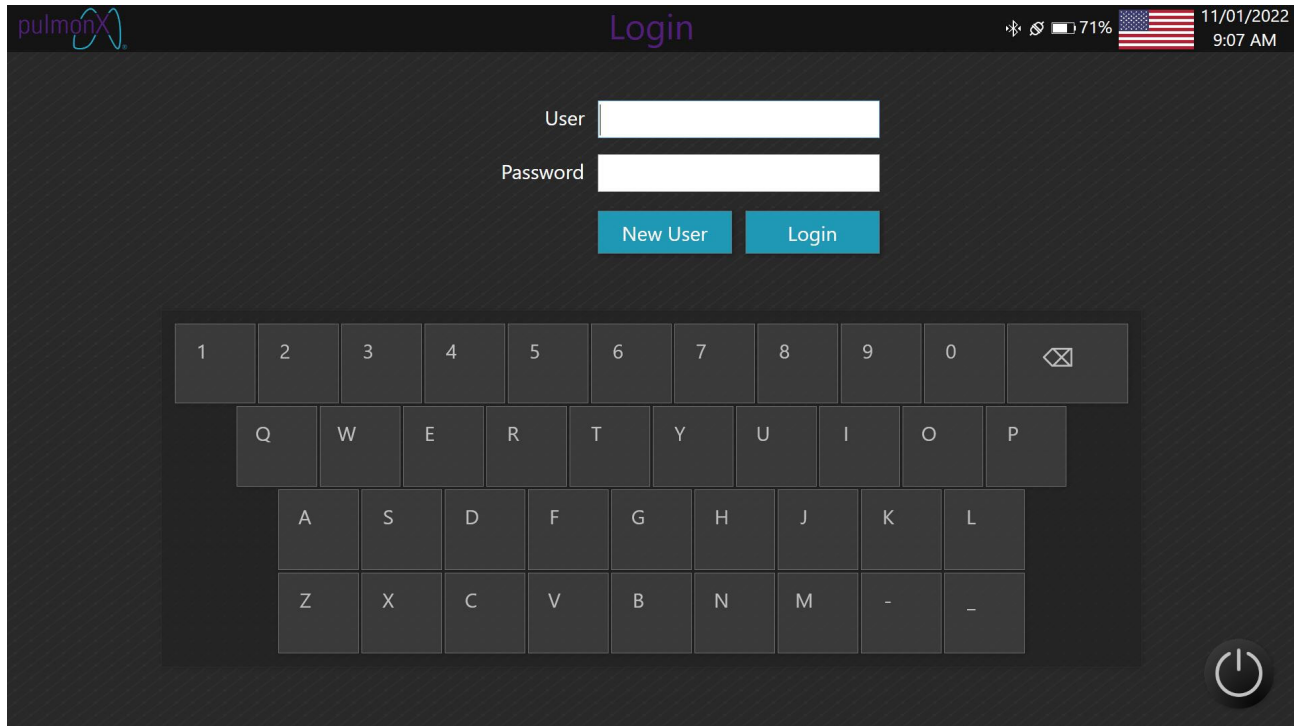 pulmonX® Login 71% 11/01/2022
9:07 AM
User
Password
New User Login
1 2 3 4 5 6 7 8 9 0
Q W E R T Y U I O P
A S D F G H J K L
Z X C V B N M - _